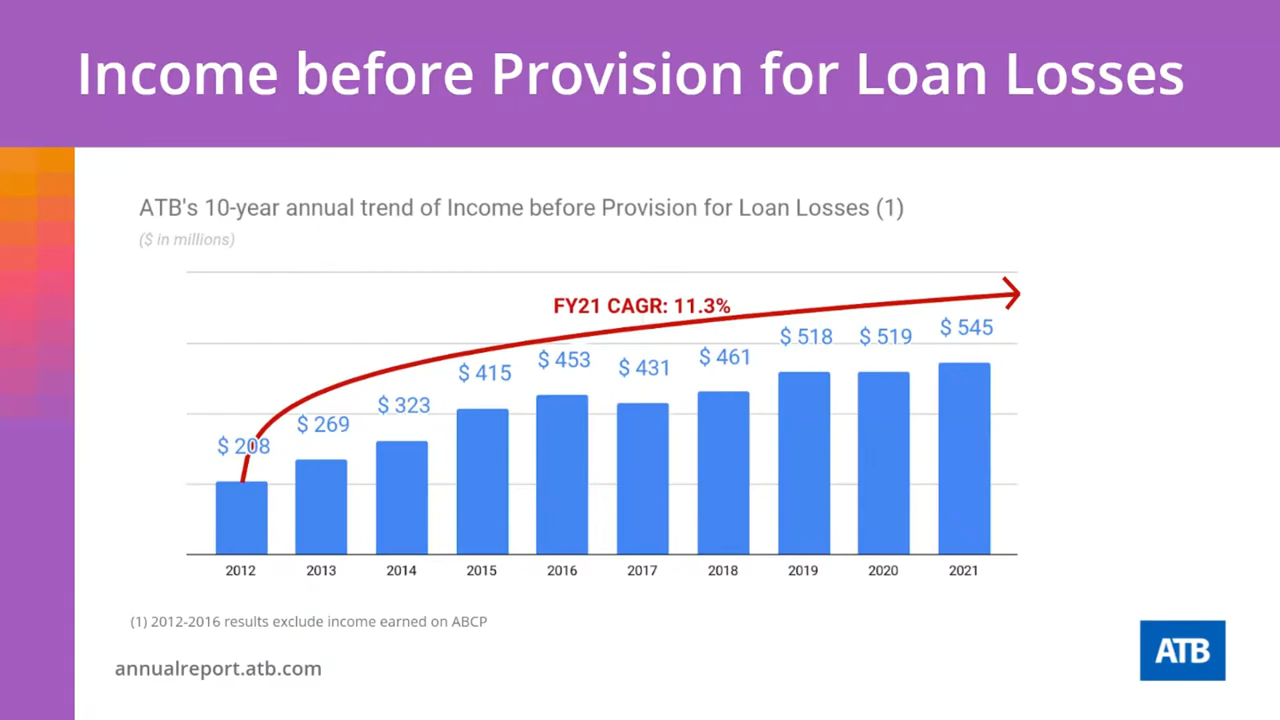 Income before Provision for Loan Losses
ATB's 10-year annual trend of Income before Provision for Loan Losses (1)
($ in millions)
FY21 CAGR: 11.3%
$ 208
$ 269
$ 323
$ 415
$ 453
$ 431
$ 461
$ 518
$ 519
$ 545
2012 2013 2014 2015 2016 2017 2018 2019 2020 2021
(1) 2012-2016 results exclude income earned on ABCP
annualreport.atb.com
ATB